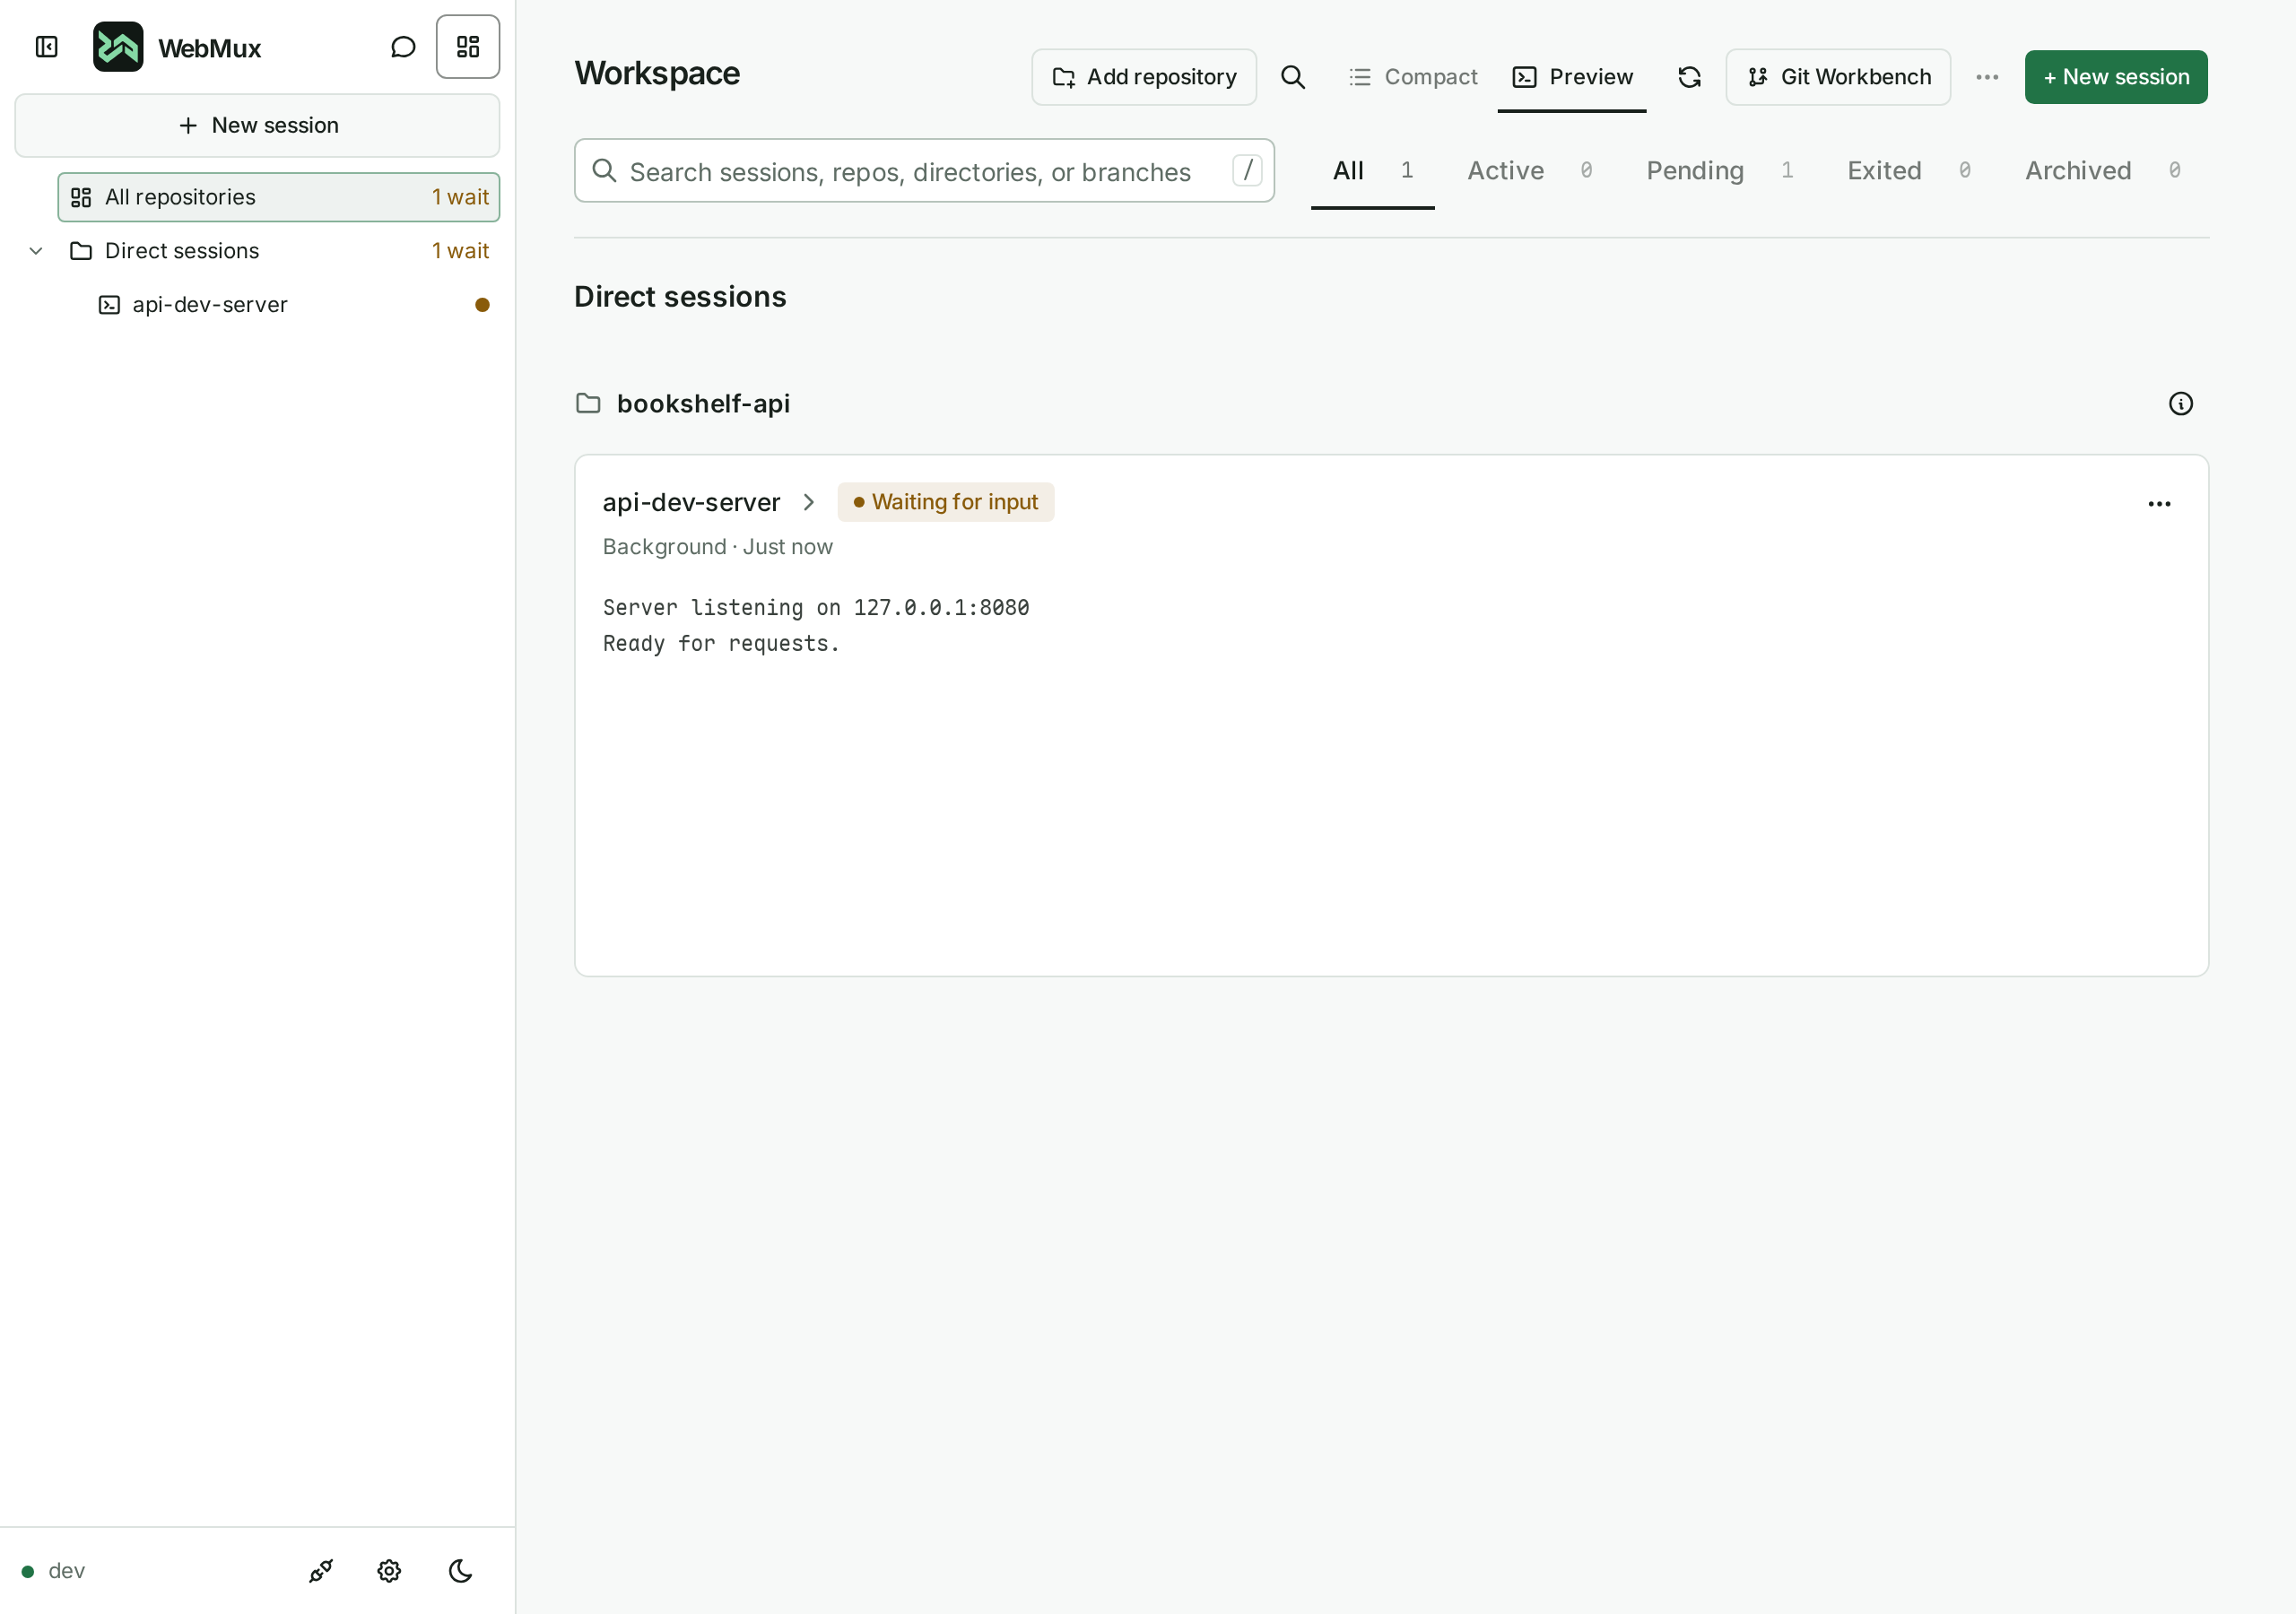 WebMux
New session
All repositories 1 wait
Direct sessions 1 wait
api-dev-server
dev
Workspace
Add repository
Compact
Preview
Git Workbench
+ New session
Search sessions, repos, directories, or branches /
All 1
Active 0
Pending 1
Exited 0
Archived 0
Direct sessions
bookshelf-api
api-dev-server
Waiting for input
Background · Just now
Server listening on 127.0.0.1:8080
Ready for requests.